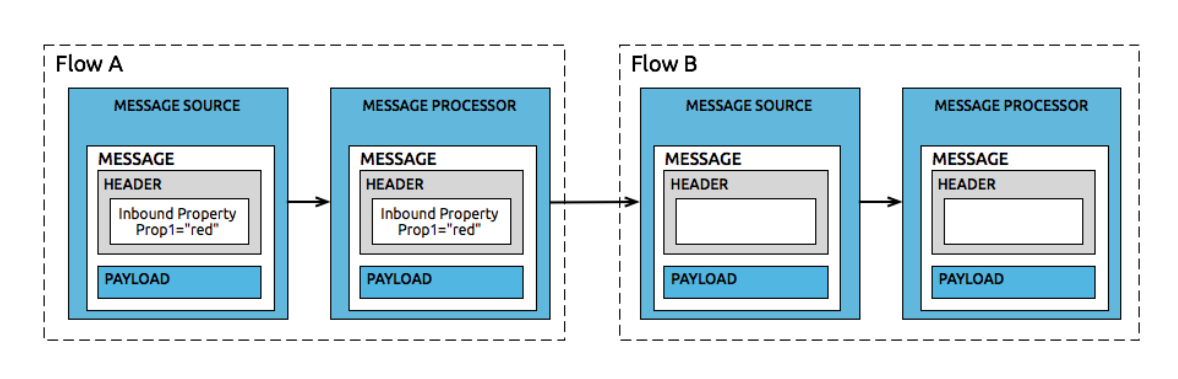 Flow A
MESSAGE SOURCE
MESSAGE
HEADER
Inbound Property
Prop1="red"
PAYLOAD
MESSAGE PROCESSOR
MESSAGE
HEADER
Inbound Property
Prop1="red"
PAYLOAD
Flow B
MESSAGE SOURCE
MESSAGE
HEADER
PAYLOAD
MESSAGE PROCESSOR
MESSAGE
HEADER
PAYLOAD